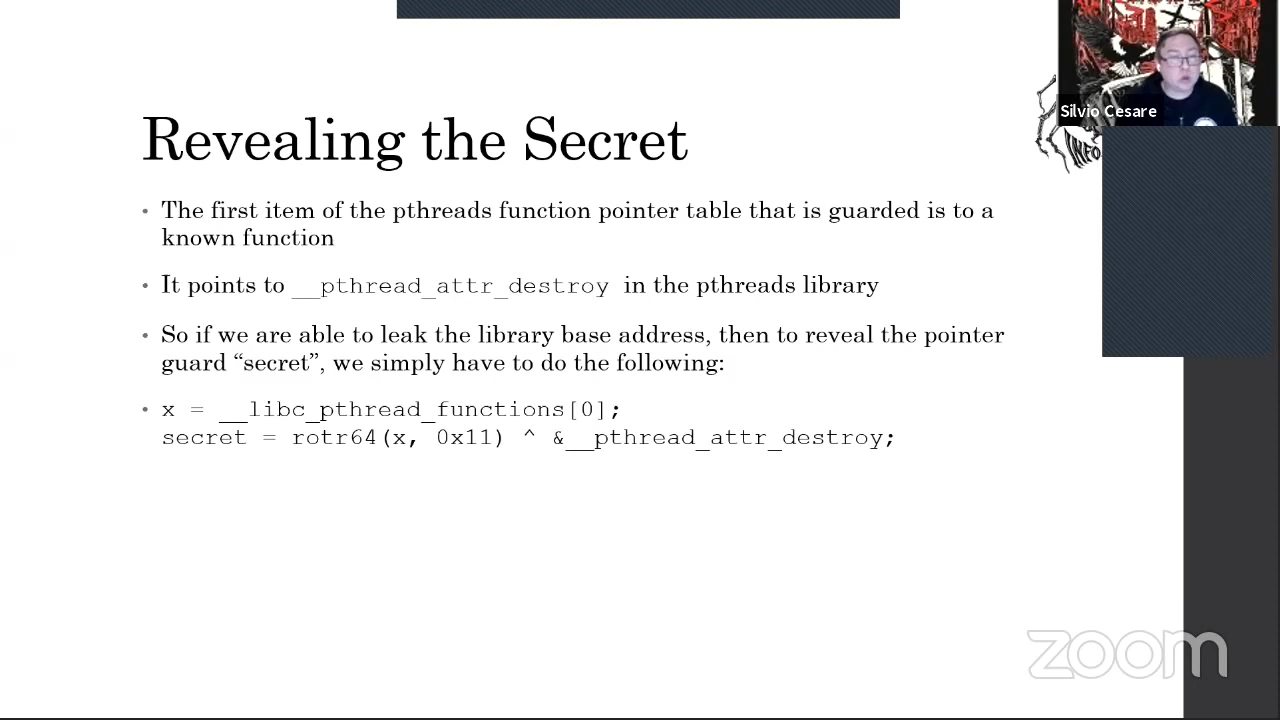 Silvio Cesare
INFO
Revealing the Secret
• The first item of the pthreads function pointer table that is guarded is to a
known function
• It points to __pthread_attr_destroy in the pthreads library
• So if we are able to leak the library base address, then to reveal the pointer
guard “secret”, we simply have to do the following:
• x = __libc_pthread_functions[0];
secret = rotr64(x, 0x11) ^ &__pthread_attr_destroy;
zoom